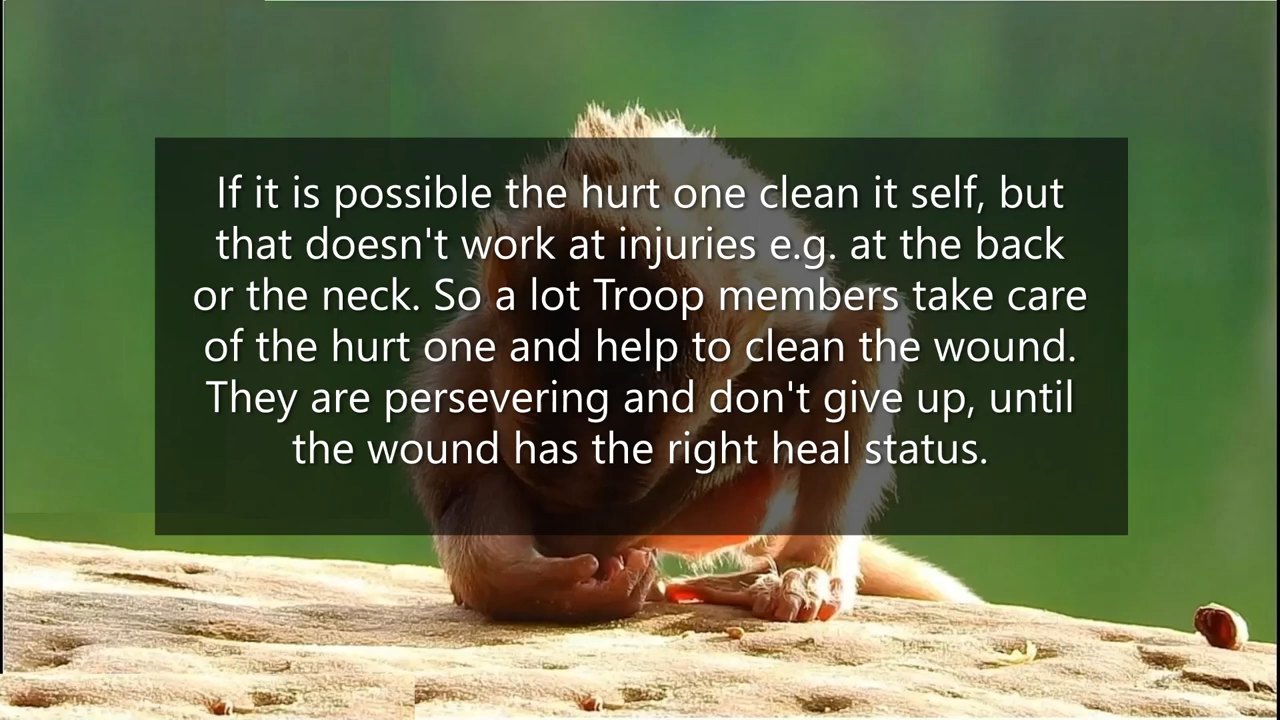 If it is possible the hurt one clean it self, but
that doesn't work at injuries e.g. at the back
or the neck. So a lot Troop members take care
of the hurt one and help to clean the wound.
They are persevering and don't give up, until
the wound has the right heal status.